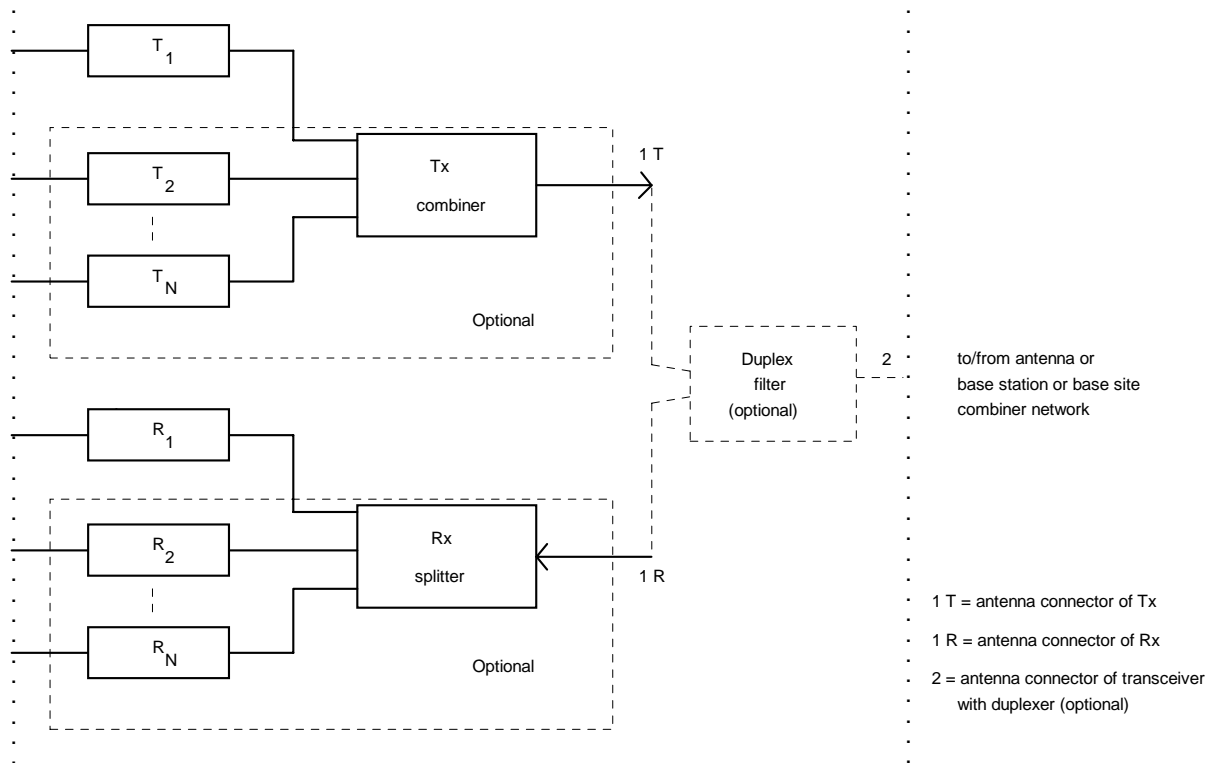 T1
T2
TN
Tx
combiner
1 T
Optional
Duplex
filter
(optional)
2
to/from antenna or
base station or base site
combiner network
R1
R2
RN
Rx
splitter
1 R
Optional
1 T = antenna connector of Tx
1 R = antenna connector of Rx
2 = antenna connector of transceiver
with duplexer (optional)